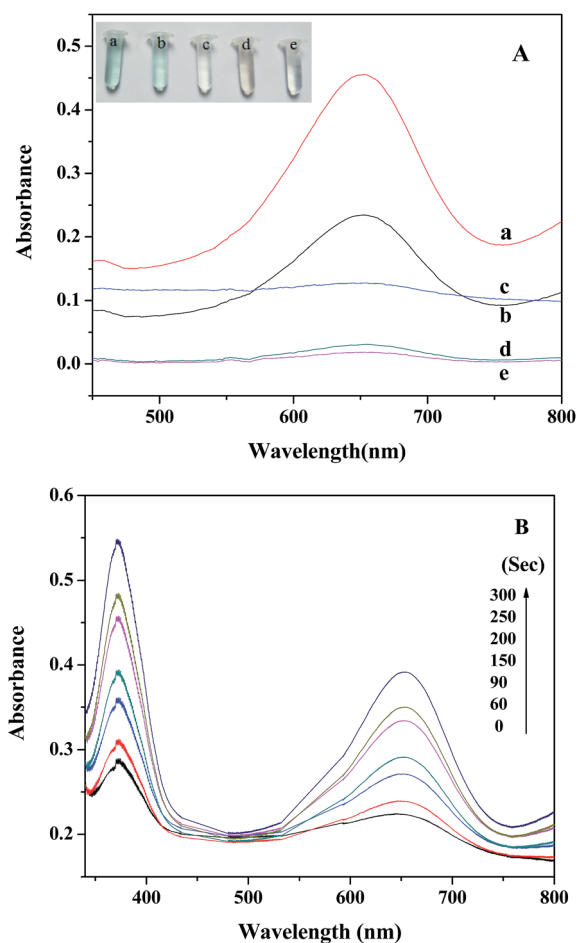 0.5
0.4
0.3
0.2
0.1
0.0
Absorbance
a b c d e
A
a
c
b
d
e
500 600 700 800
Wavelength(nm)
0.6
0.5
0.4
0.3
0.2
Absorbance
B
(Sec)
300
250
200
150
90
60
0
400 500 600 700 800
Wavelength (nm)